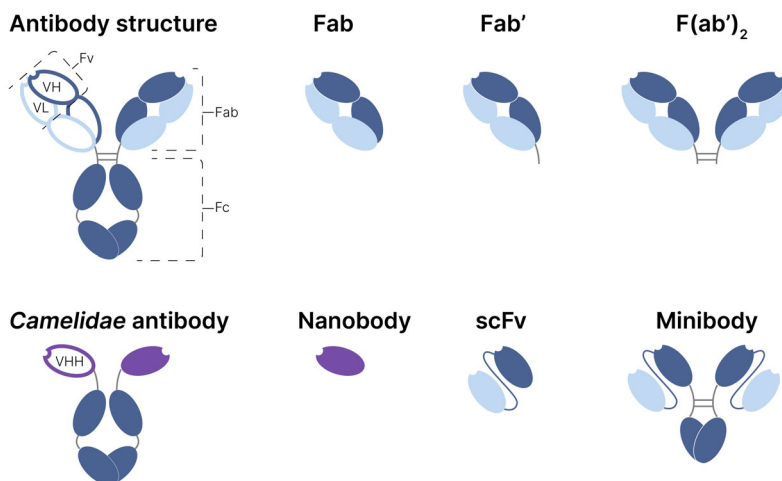 Antibody structure
Fab
Fab’
F(ab’)2
Fv
VH
VL
Fab
Fc
Camelidae antibody
Nanobody
scFv
Minibody
VHH